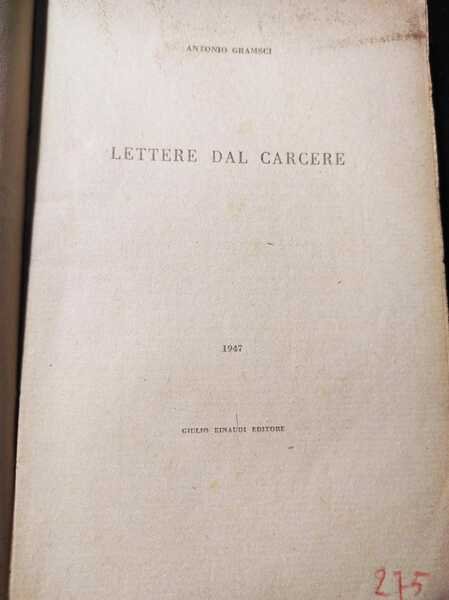 ANTONIO GRAMSCI
LETTERE DAL CARCERE
1947
GIULIO EINAUDI EDITORE
275